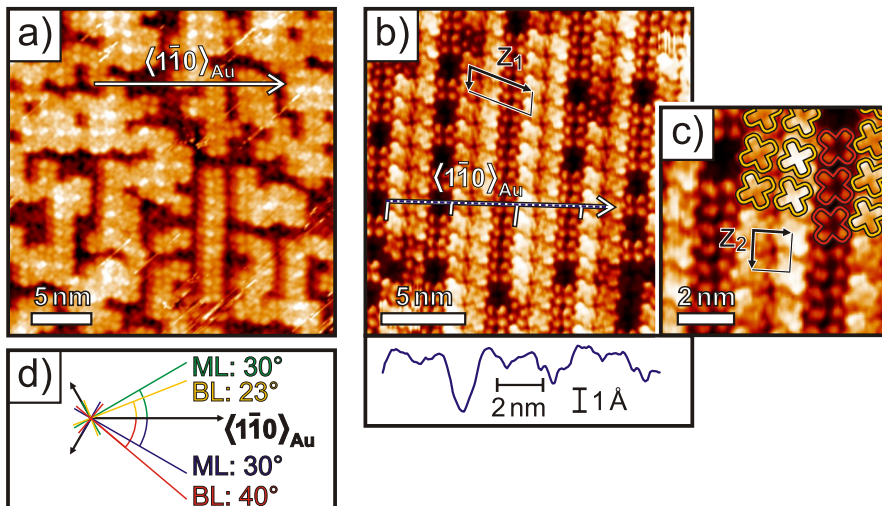 a)
⟨11̄0⟩Au
5 nm
b)
Z1
⟨11̄0⟩Au
5 nm
2 nm
1 Å
c)
Z2
2 nm
d)
ML: 30°
BL: 23°
⟨11̄0⟩Au
ML: 30°
BL: 40°